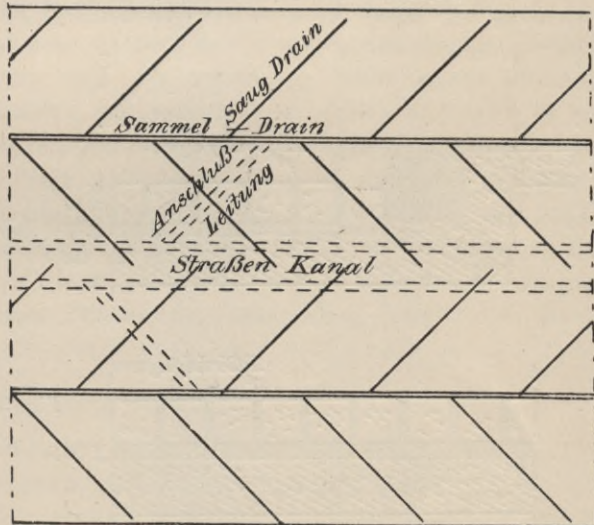 Saug Drain
Sammel - Drain
Anschluß-
Leitung
Straßen Kanal